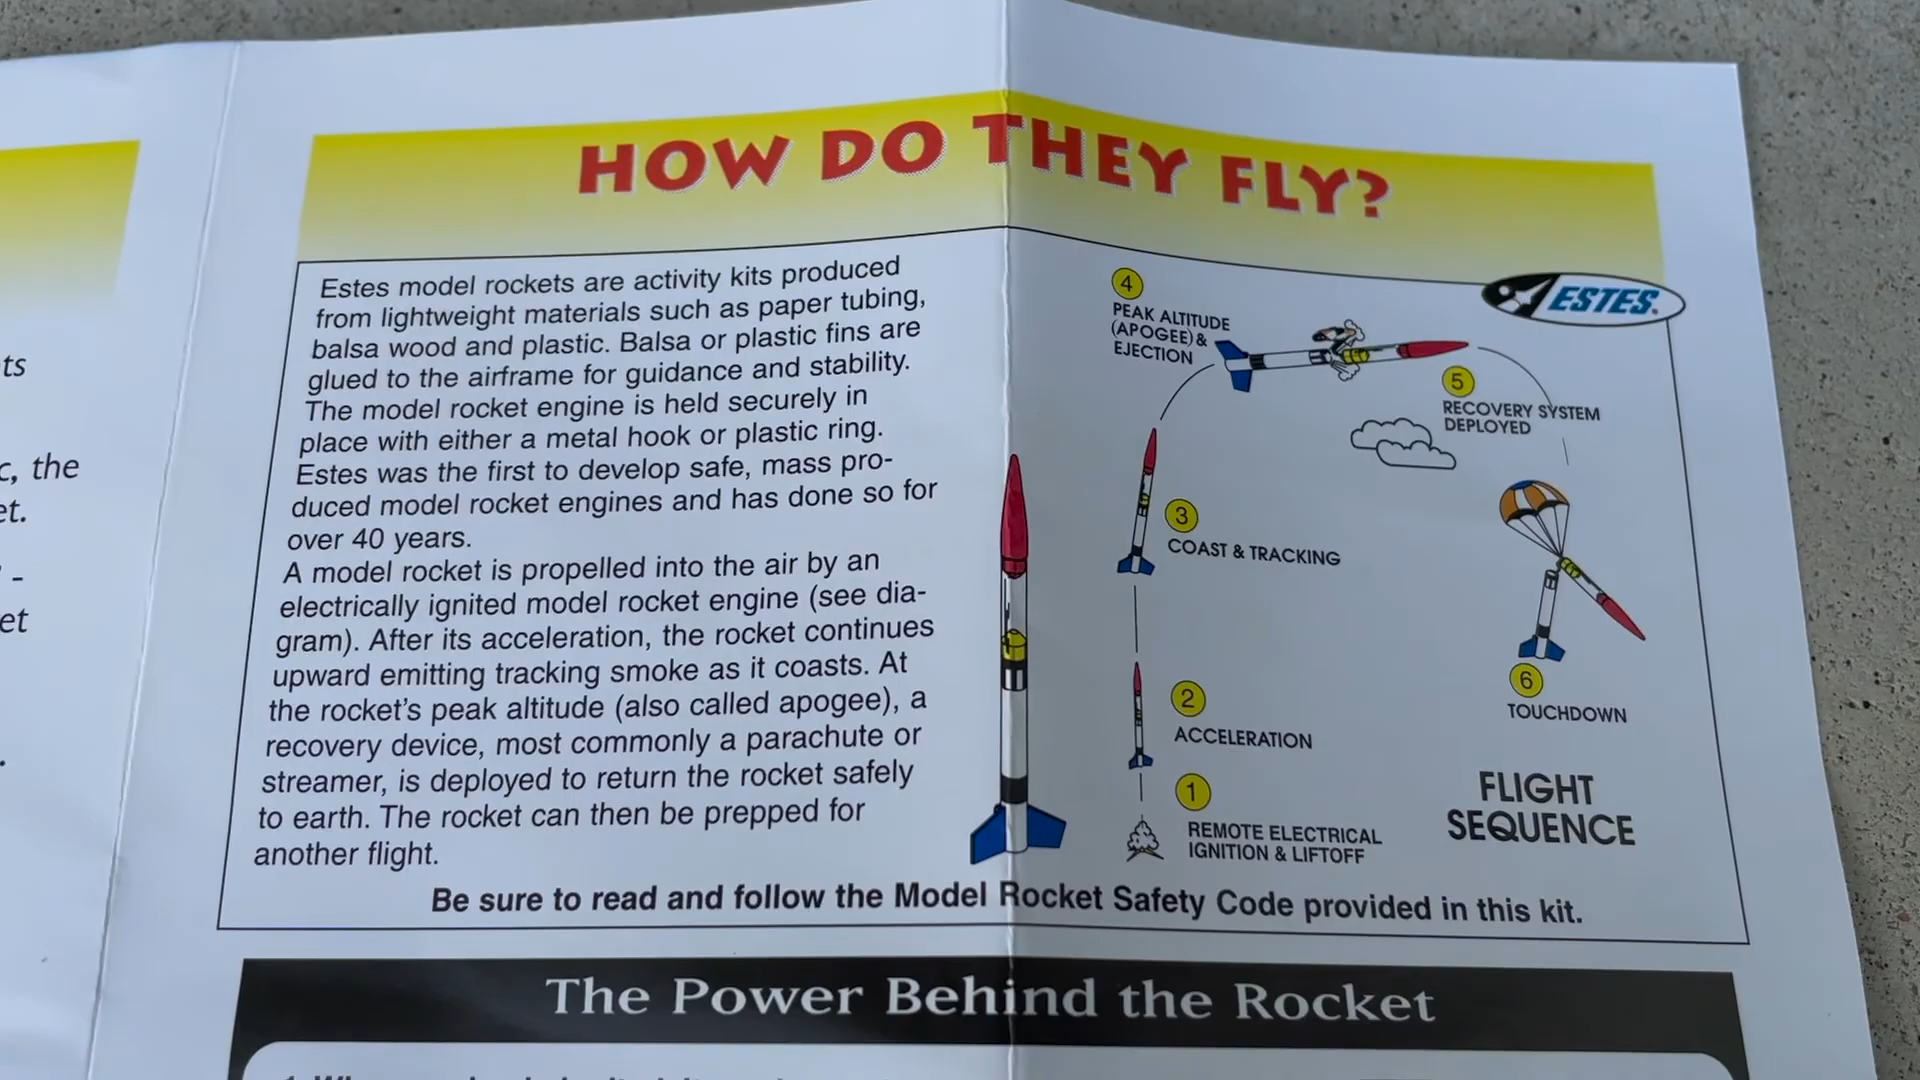 HOW DO THEY FLY?
Estes model rockets are activity kits produced
from lightweight materials such as paper tubing,
balsa wood and plastic. Balsa or plastic fins are
glued to the airframe for guidance and stability.
The model rocket engine is held securely in
place with either a metal hook or plastic ring.
Estes was the first to develop safe, mass pro-
duced model rocket engines and has done so for
over 40 years.
A model rocket is propelled into the air by an
electrically ignited model rocket engine (see dia-
gram). After its acceleration, the rocket continues
upward emitting tracking smoke as it coasts. At
the rocket's peak altitude (also called apogee), a
recovery device, most commonly a parachute or
streamer, is deployed to return the rocket safely
to earth. The rocket can then be prepped for
another flight.
ESTES®
4
PEAK ALTITUDE
(APOGEE) &
EJECTION
5
RECOVERY SYSTEM
DEPLOYED
3
COAST & TRACKING
2
ACCELERATION
1
REMOTE ELECTRICAL
IGNITION & LIFTOFF
6
TOUCHDOWN
FLIGHT
SEQUENCE
Be sure to read and follow the Model Rocket Safety Code provided in this kit.
The Power Behind the Rocket
ts
c, the
et.
-
et
.